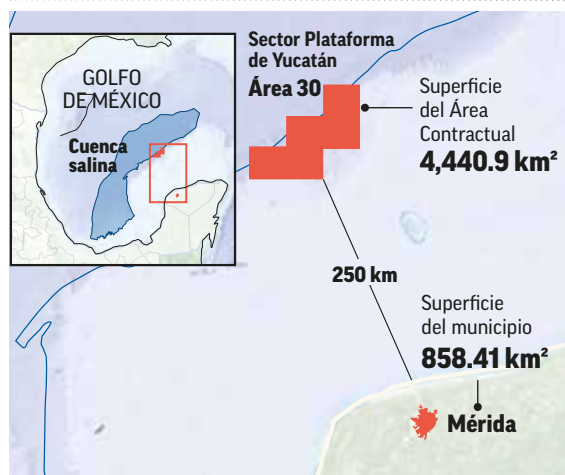 GOLFO
DE MÉXICO
Cuenca
salina
Sector Plataforma
de Yucatán
Área 30
Superficie
del Área
Contractual
4,440.9 km²
250 km
Superficie
del municipio
858.41 km²
Mérida